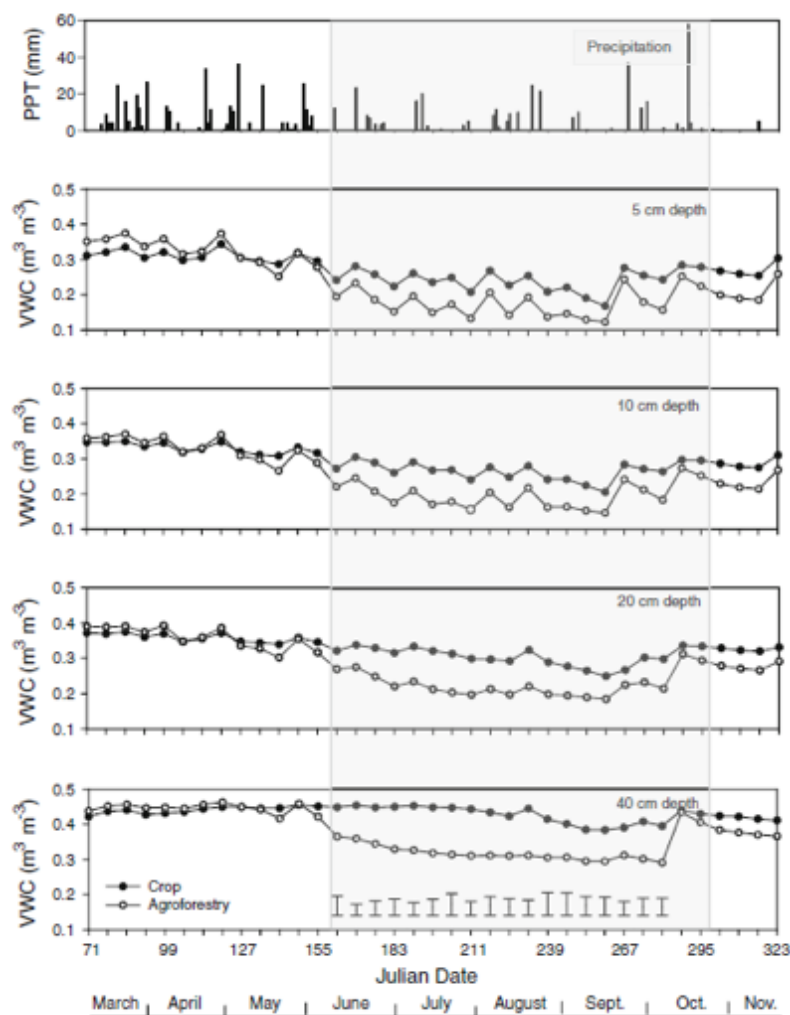 60
40
20
0
PPT (mm)
Precipitation
0.5
0.4
0.3
0.2
0.1
VWC (m³ m⁻³)
5 cm depth
0.5
0.4
0.3
0.2
0.1
VWC (m³ m⁻³)
10 cm depth
0.5
0.4
0.3
0.2
0.1
VWC (m³ m⁻³)
20 cm depth
0.5
0.4
0.3
0.2
0.1
VWC (m³ m⁻³)
40 cm depth
Crop
Agroforestry
71 99 127 155 183 211 239 267 295 323
Julian Date
March April May June July August Sept. Oct. Nov.